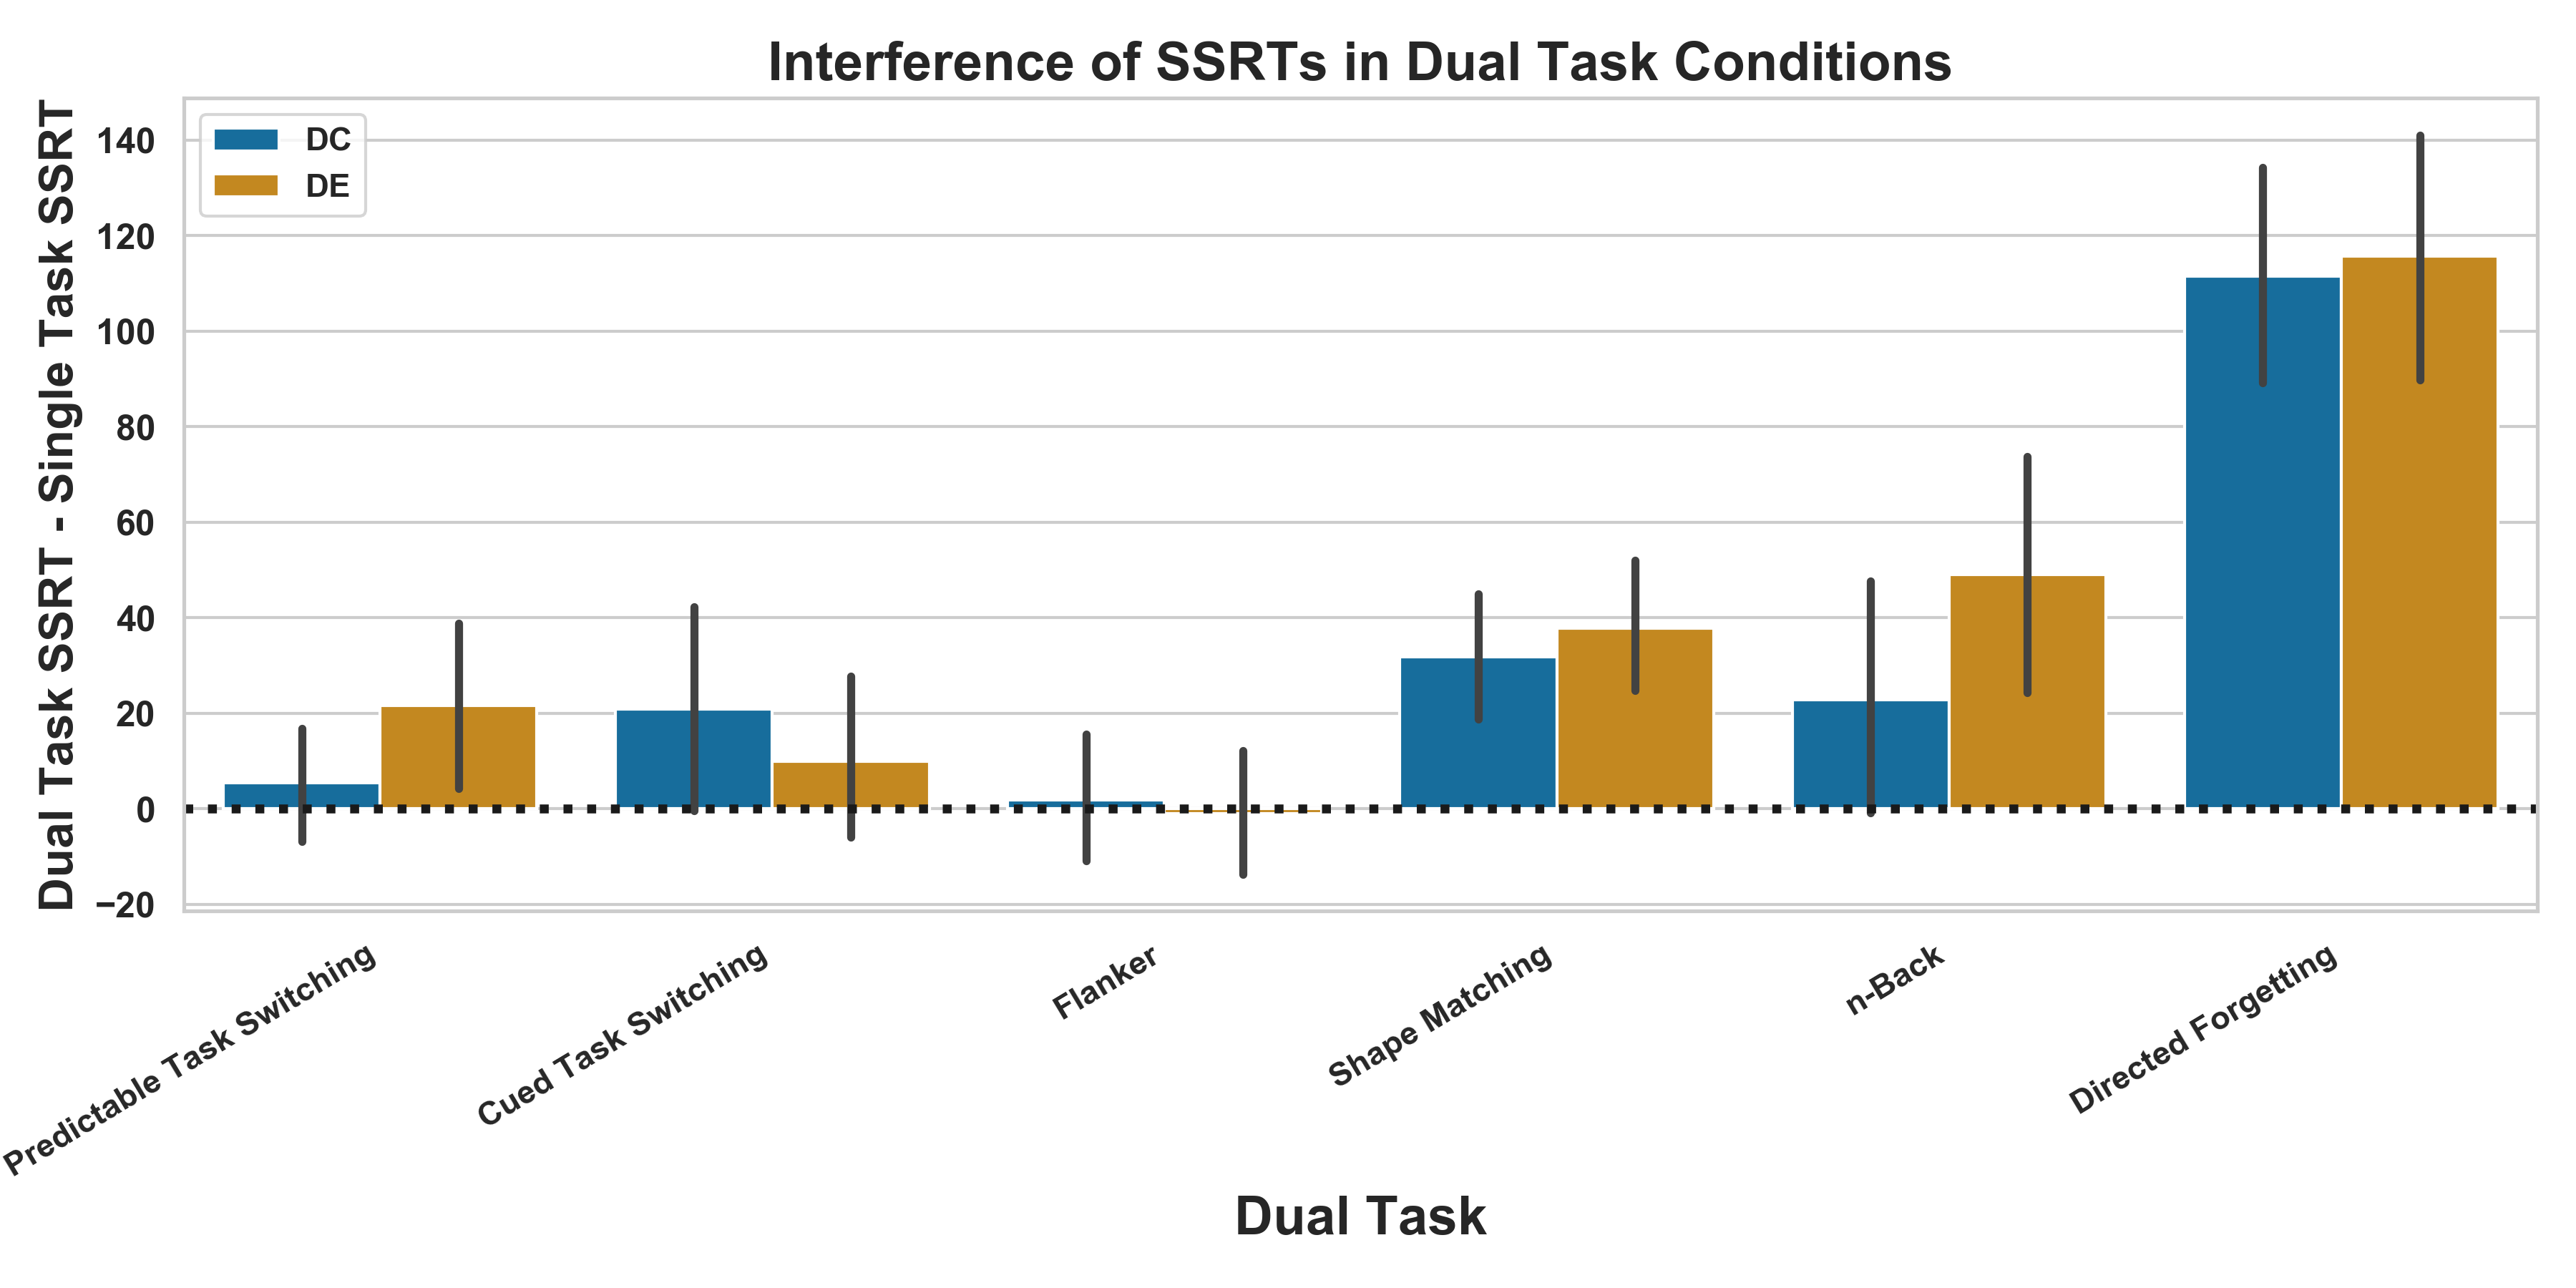 Interference of SSRTs in Dual Task Conditions
Dual Task SSRT - Single Task SSRT
140
120
100
80
60
40
20
0
−20
DC
DE
Predictable Task Switching
Cued Task Switching
Flanker
Shape Matching
n-Back
Directed Forgetting
Dual Task